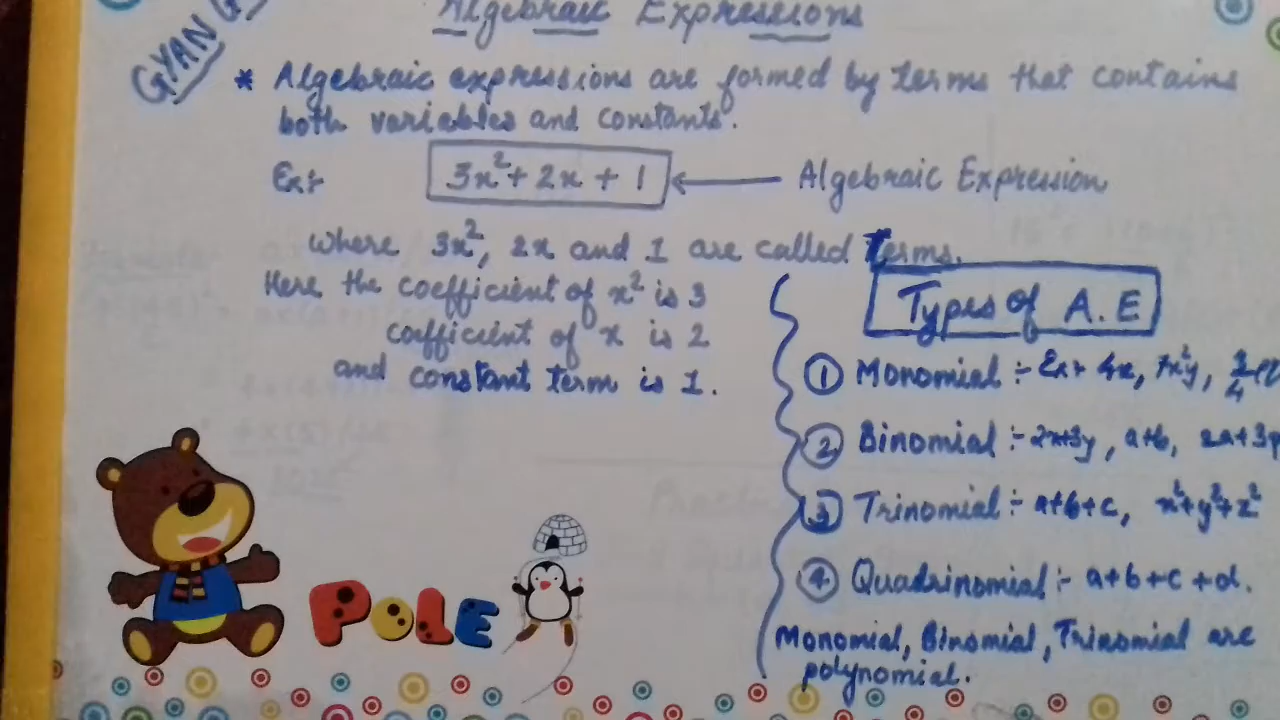 GYAN G
Algebraic Expressions
* Algebraic expressions are formed by terms that contains
both variables and constants.
Ex:- 3x²+ 2x + 1 ← Algebraic Expression
where 3x², 2x and 1 are called Terms.
Here the coefficient of x² is 3
coefficient of x is 2
and constant term is 1.
Types of A.E
① Monomial :- Ex:- 4x, 7x²y,
② Binomial :- 2x+3y, a+b, 2a+3p
③ Trinomial :- a+b+c, x²+y²+z²
④ Quadrinomial :- a+b+c+d.
Monomial, Binomial, Trinomial are
polynomial.
POLE